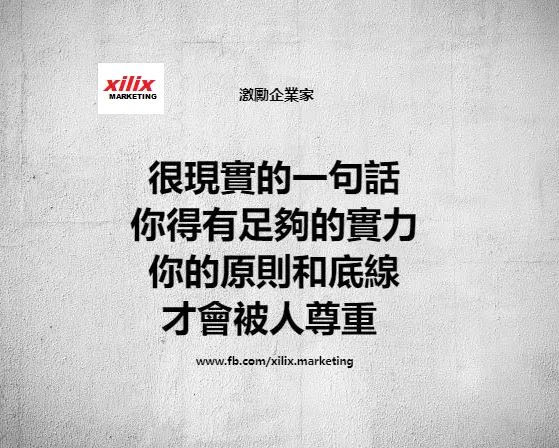 xilix
MARKETING
激勵企業家
很現實的一句話
你得有足夠的實力
你的原則和底線
才會被人尊重
www.fb.com/xilix.marketing